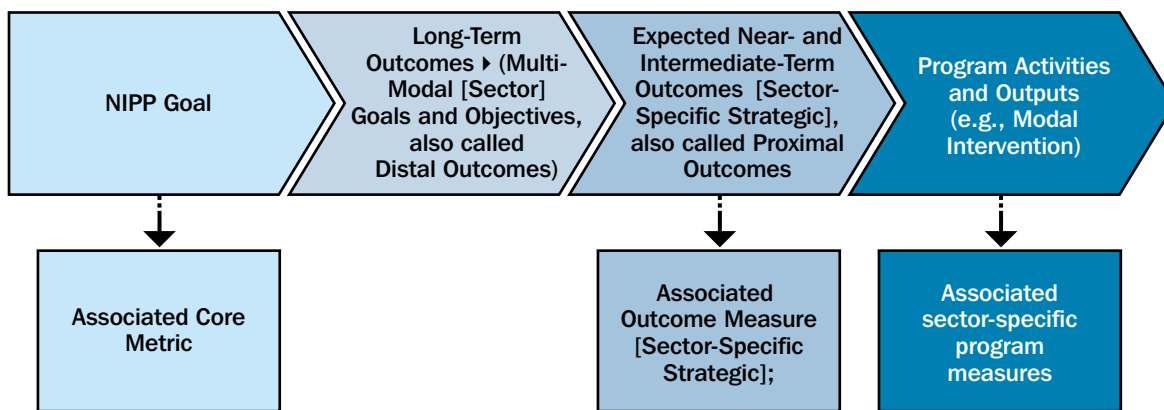 NIPP Goal
Long-Term
Outcomes ▸ (Multi-
Modal [Sector]
Goals and Objectives,
also called
Distal Outcomes)
Expected Near- and
Intermediate-Term
Outcomes [Sector-
Specific Strategic],
also called Proximal
Outcomes
Program Activities
and Outputs
(e.g., Modal
Intervention)
Associated Core
Metric
Associated
Outcome Measure
[Sector-Specific
Strategic];
Associated
sector-specific
program
measures